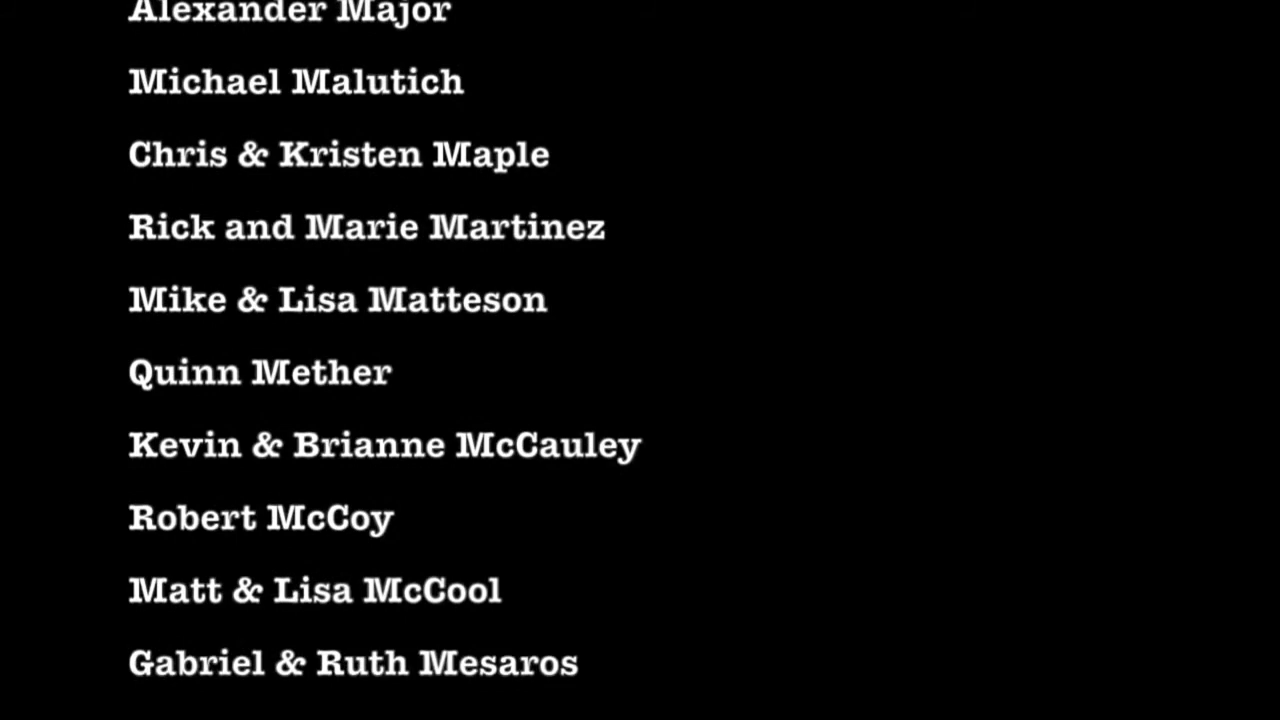 Alexander Major
Michael Malutich
Chris & Kristen Maple
Rick and Marie Martinez
Mike & Lisa Matteson
Quinn Mether
Kevin & Brianne McCauley
Robert McCoy
Matt & Lisa McCool
Gabriel & Ruth Mesaros